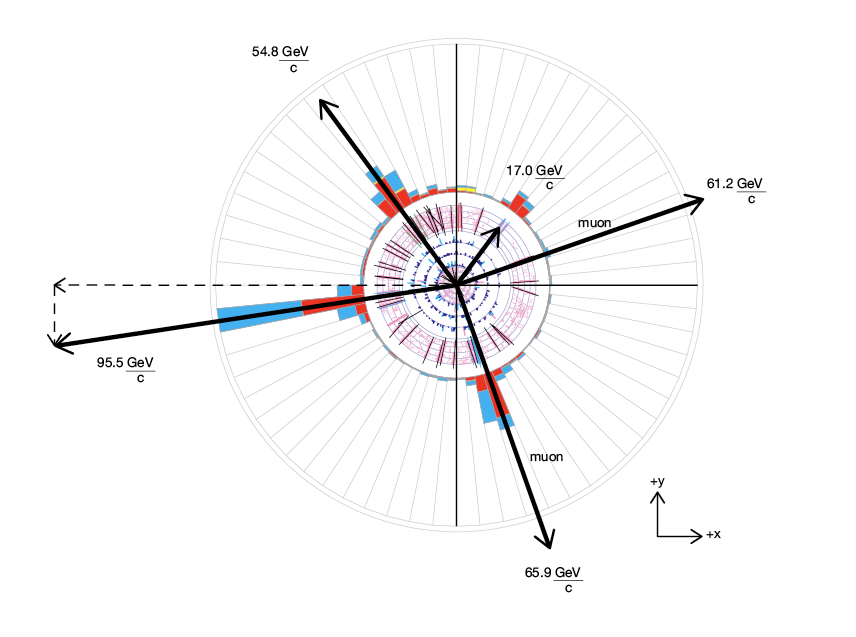 54.8 GeV
c
17.0 GeV
c
61.2 GeV
c
muon
95.5 GeV
c
muon
+y
+x
65.9 GeV
c